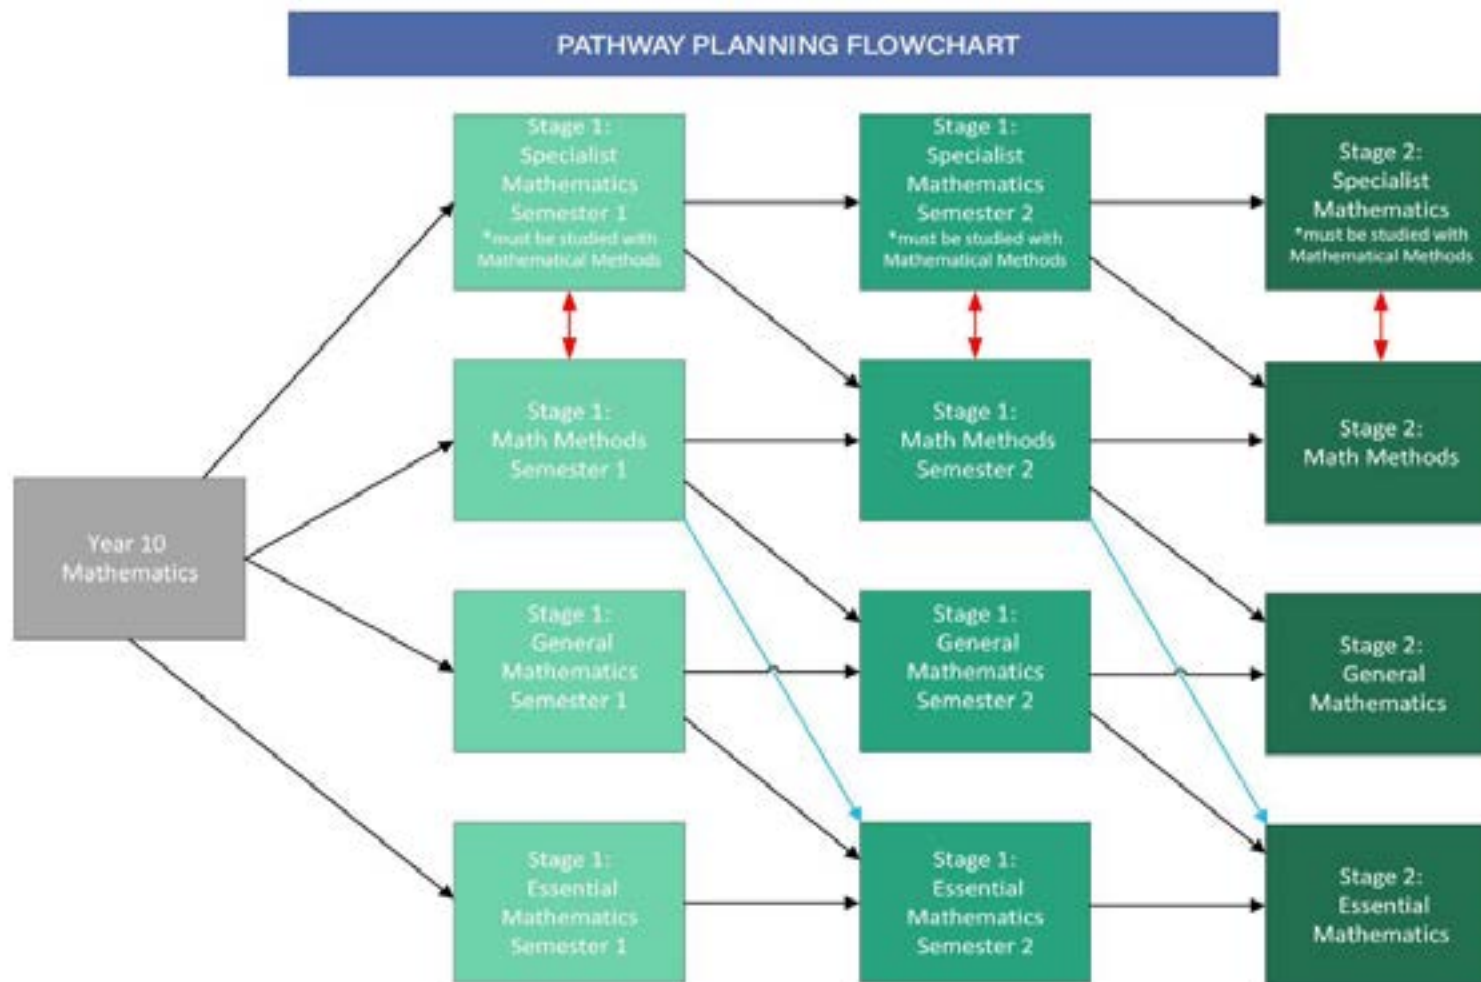 PATHWAY PLANNING FLOWCHART
Stage 1:
Specialist
Mathematics
Semester 1
*must be studied with
Mathematical Methods
Stage 1:
Specialist
Mathematics
Semester 2
*must be studied with
Mathematical Methods
Stage 2:
Specialist
Mathematics
*must be studied with
Mathematical Methods
Stage 1:
Math Methods
Semester 1
Stage 1:
Math Methods
Semester 2
Stage 2:
Math Methods
Year 10
Mathematics
Stage 1:
General
Mathematics
Semester 1
Stage 1:
General
Mathematics
Semester 2
Stage 2:
General
Mathematics
Stage 1:
Essential
Mathematics
Semester 1
Stage 1:
Essential
Mathematics
Semester 2
Stage 2:
Essential
Mathematics